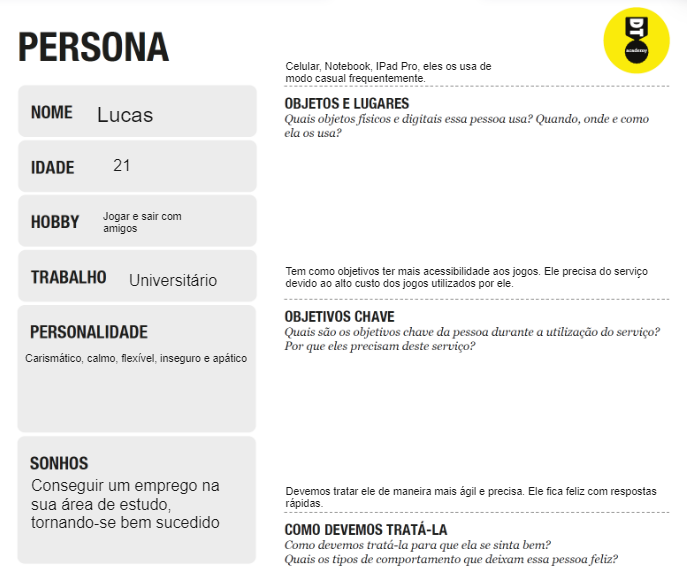 PERSONA
NOME Lucas
IDADE 21
HOBBY Jogar e sair com
amigos
TRABALHO Universitário
PERSONALIDADE
Carismático, calmo, flexível, inseguro e apático
SONHOS
Conseguir um emprego na
sua área de estudo,
tornando-se bem sucedido
DT
academy
Celular, Notebook, IPad Pro, eles os usa de
modo casual frequentemente.
OBJETOS E LUGARES
Quais objetos físicos e digitais essa pessoa usa? Quando, onde e como
ela os usa?
Tem como objetivos ter mais acessibilidade aos jogos. Ele precisa do serviço
devido ao alto custo dos jogos utilizados por ele.
OBJETIVOS CHAVE
Quais são os objetivos chave da pessoa durante a utilização do serviço?
Por que eles precisam deste serviço?
Devemos tratar ele de maneira mais ágil e precisa. Ele fica feliz com respostas
rápidas.
COMO DEVEMOS TRATÁ-LA
Como devemos tratá-la para que ela se sinta bem?
Quais os tipos de comportamento que deixam essa pessoa feliz?